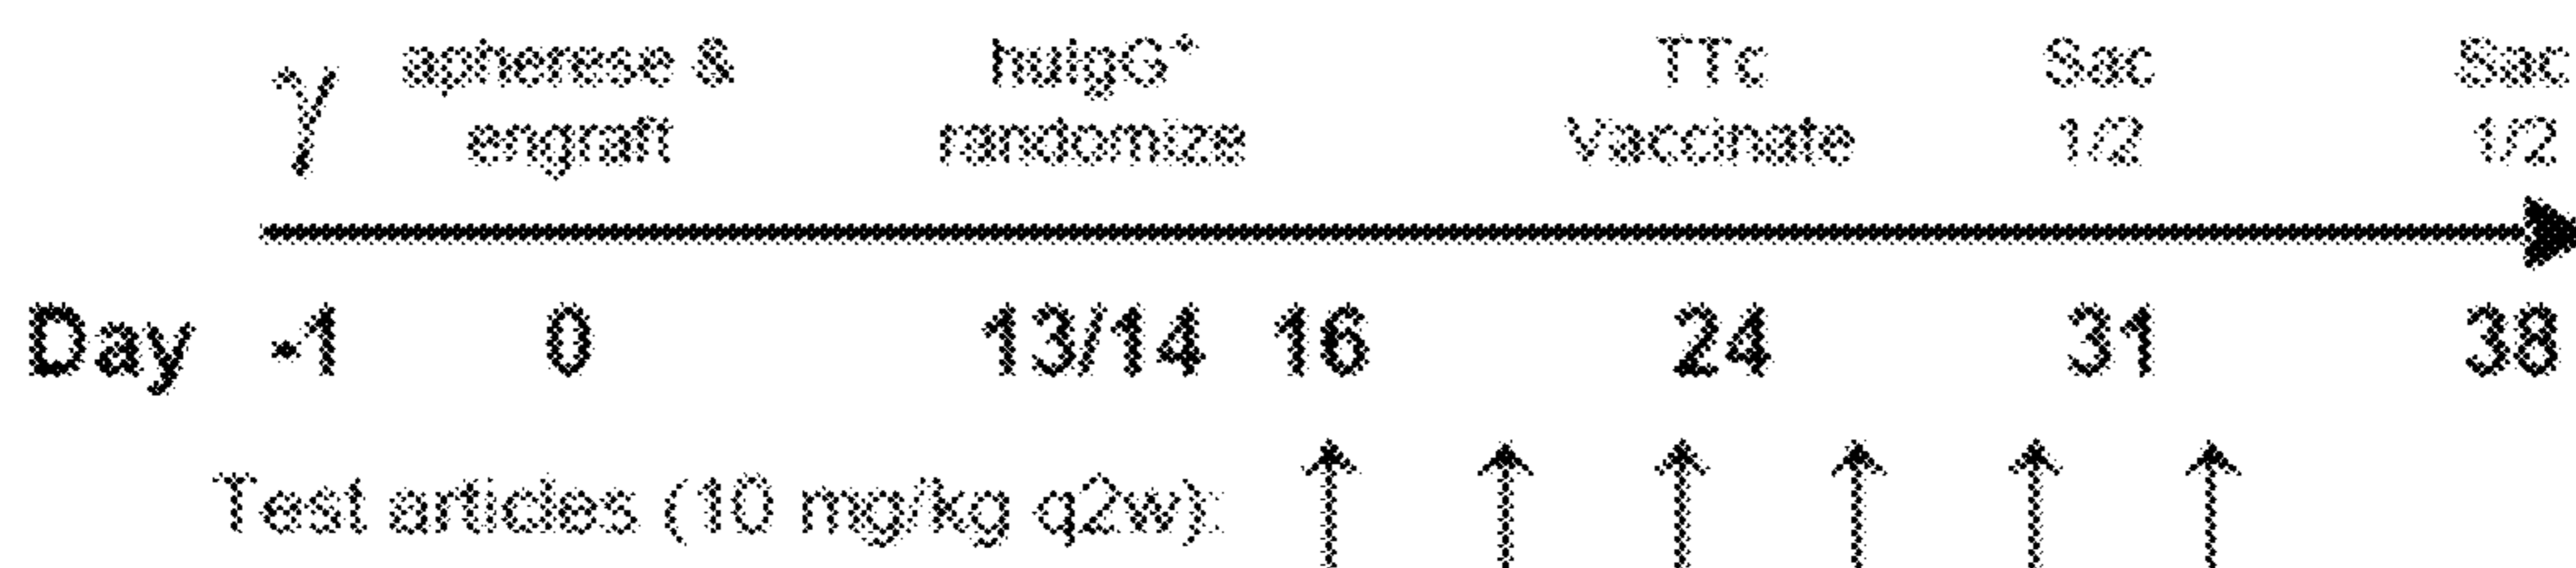 γ apherese & huIgG+ TTc Sac Sac
engraft randomize Vaccinate 1/2 1/2
Day -1 0 13/14 16 24 31 38
Test articles (10 mg/kg q2w):